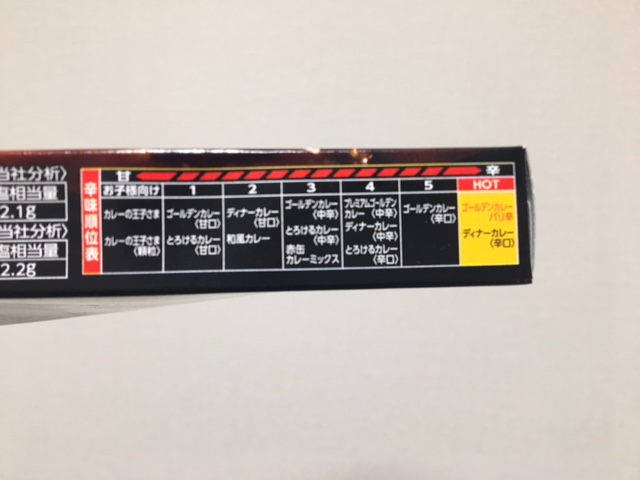 当社分析〉
塩相当量
2.1g
当社分析〉
塩相当量
2.2g
辛味順位表
甘 辛
お子様向け 1 2 3 4 5 HOT
カレーの王子さま
カレーの王子さま
〈顆粒〉
ゴールデンカレー
〈甘口〉
とろけるカレー
〈甘口〉
ディナーカレー
〈甘口〉
和風カレー
ゴールデンカレー
〈中辛〉
とろけるカレー
〈中辛〉
赤缶
カレーミックス
プレミアムゴールデン
カレー〈中辛〉
ディナーカレー
〈中辛〉
とろけるカレー
〈辛口〉
ゴールデンカレー
〈辛口〉
ゴールデンカレー
バリ辛
ディナーカレー
〈辛口〉